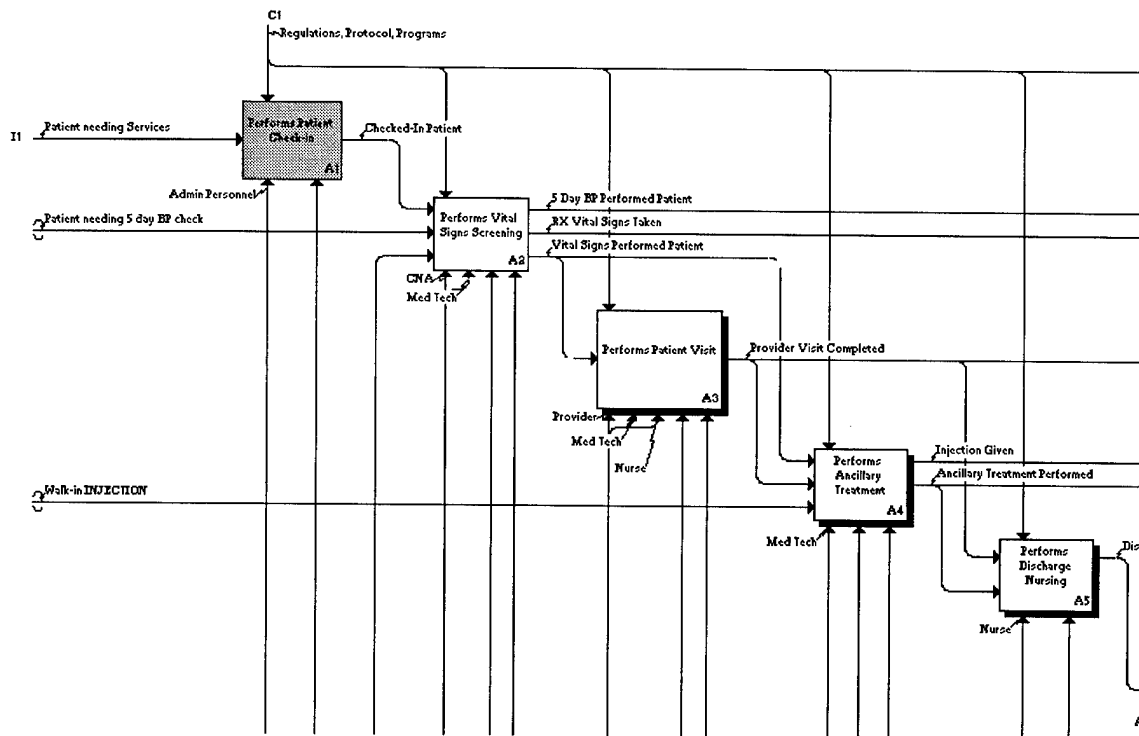 C1
Regulations, Protocol, Programs
I1
Patient needing Services
Performs Patient
Check-in
A1
Checked-In Patient
Admin Personnel
Patient needing 5 day BP check
Performs Vital
Signs Screening
A2
5 Day BP Performed Patient
RX Vital Signs Taken
Vital Signs Performed Patient
CNA
Med Tech
Performs Patient Visit
A3
Provider Visit Completed
Provider
Med Tech
Nurse
Walk-in INJECTION
Performs
Ancillary
Treatment
A4
Injection Given
Ancillary Treatment Performed
Med Tech
Performs
Discharge
Nursing
A5
Dis
Nurse
A